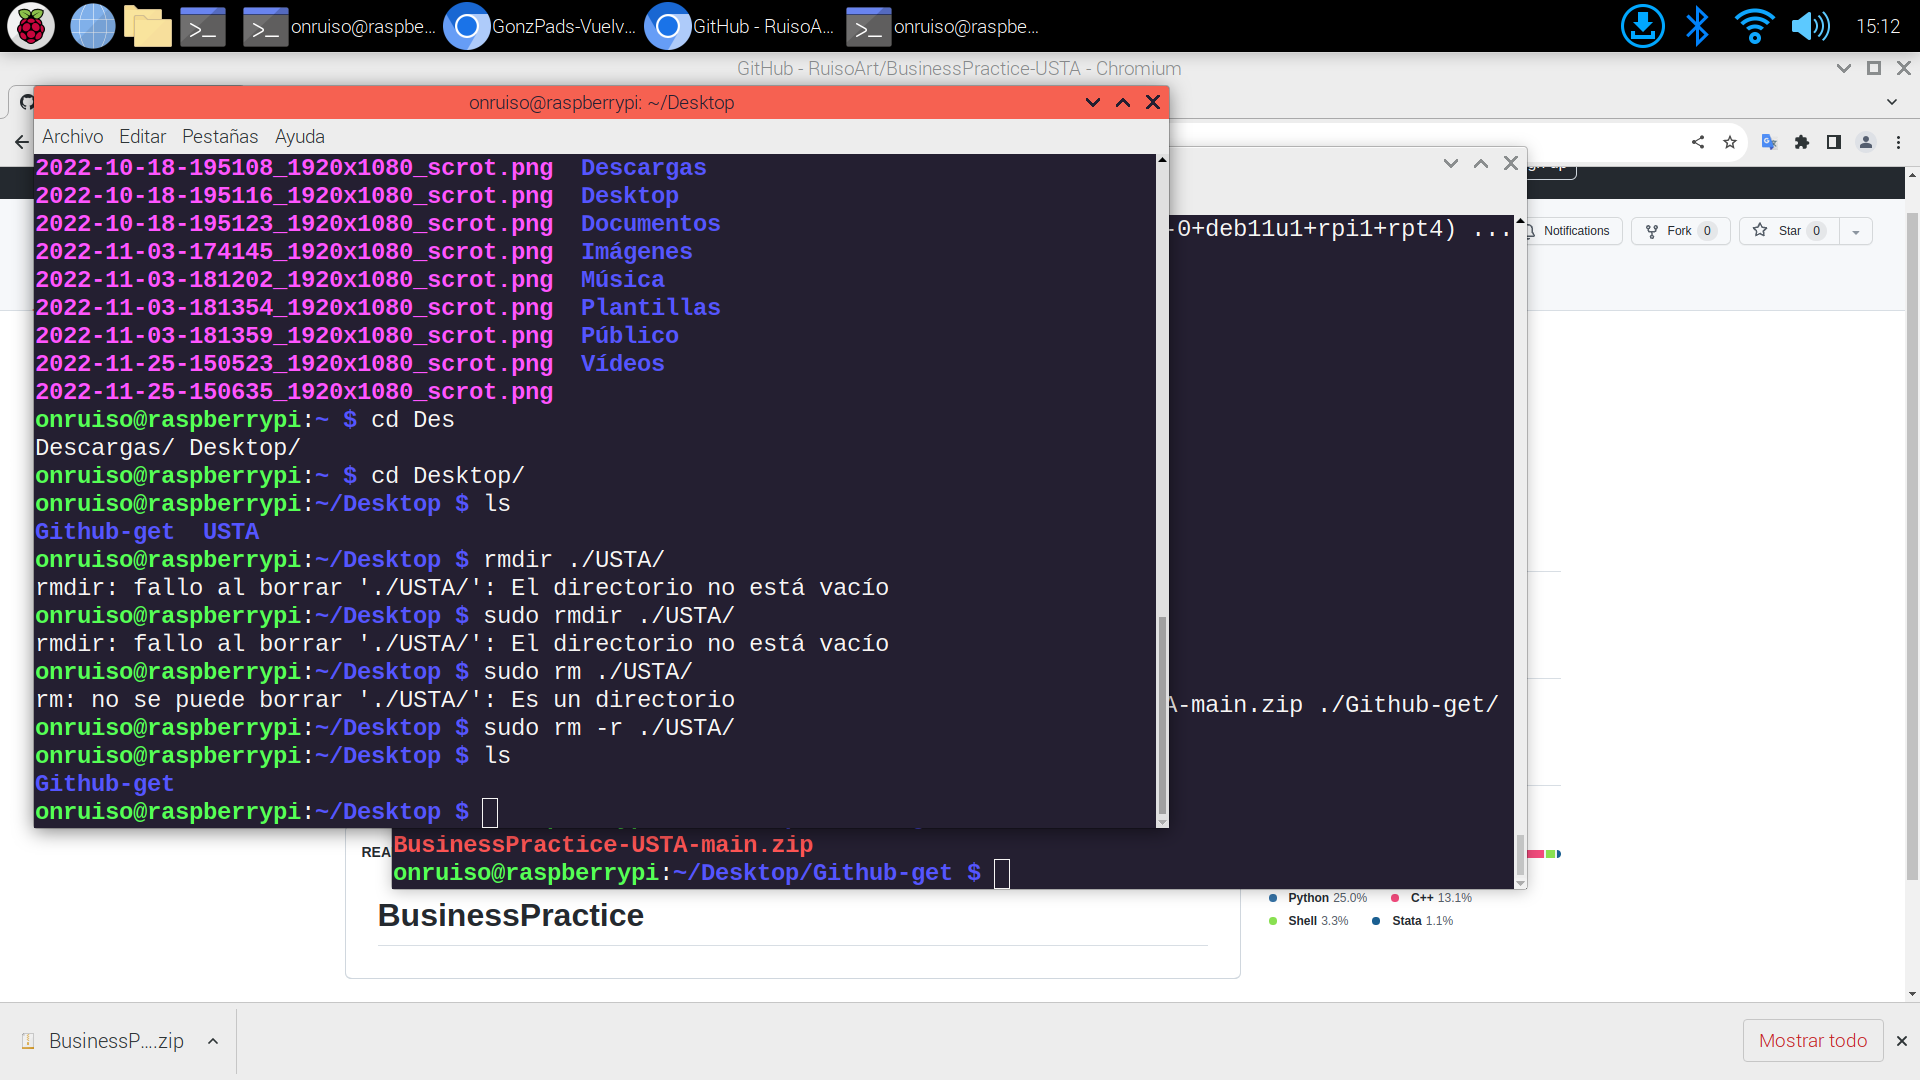 onruiso@raspbe...
GonzPads-Vuelv...
GitHub - RuisoA...
onruiso@raspbe...
15:12
GitHub - RuisoArt/BusinessPractice-USTA - Chromium
onruiso@raspberrypi: ~/Desktop
Archivo Editar Pestañas Ayuda
2022-10-18-195108_1920x1080_scrot.png Descargas
2022-10-18-195116_1920x1080_scrot.png Desktop
2022-10-18-195123_1920x1080_scrot.png Documentos
2022-11-03-174145_1920x1080_scrot.png Imágenes
2022-11-03-181202_1920x1080_scrot.png Música
2022-11-03-181354_1920x1080_scrot.png Plantillas
2022-11-03-181359_1920x1080_scrot.png Público
2022-11-25-150523_1920x1080_scrot.png Vídeos
2022-11-25-150635_1920x1080_scrot.png
onruiso@raspberrypi:~ $ cd Des
Descargas/ Desktop/
onruiso@raspberrypi:~ $ cd Desktop/
onruiso@raspberrypi:~/Desktop $ ls
Github-get USTA
onruiso@raspberrypi:~/Desktop $ rmdir ./USTA/
rmdir: fallo al borrar './USTA/': El directorio no está vacío
onruiso@raspberrypi:~/Desktop $ sudo rmdir ./USTA/
rmdir: fallo al borrar './USTA/': El directorio no está vacío
onruiso@raspberrypi:~/Desktop $ sudo rm ./USTA/
rm: no se puede borrar './USTA/': Es un directorio
onruiso@raspberrypi:~/Desktop $ sudo rm -r ./USTA/
onruiso@raspberrypi:~/Desktop $ ls
Github-get
onruiso@raspberrypi:~/Desktop $
-0+deb11u1+rpi1+rpt4) ...
A-main.zip ./Github-get/
BusinessPractice-USTA-main.zip
onruiso@raspberrypi:~/Desktop/Github-get $
Notifications
Fork 0
Star 0
REA
BusinessPractice
Python 25.0% C++ 13.1%
Shell 3.3% Stata 1.1%
BusinessP....zip
Mostrar todo